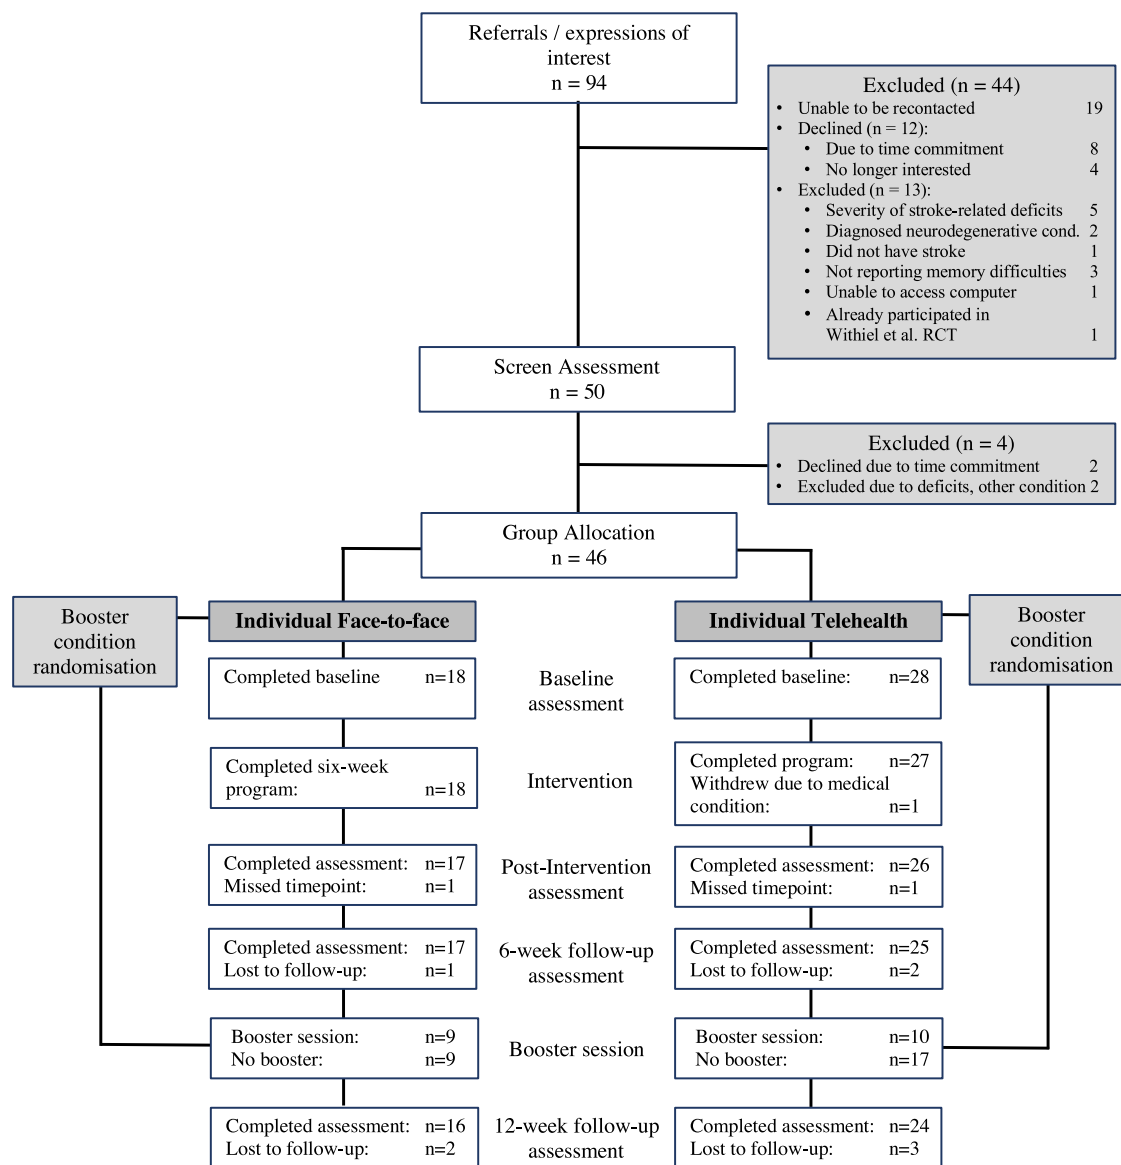 Referrals / expressions of
interest
n = 94
Excluded (n = 44)
• Unable to be recontacted 19
• Declined (n = 12):
• Due to time commitment 8
• No longer interested 4
• Excluded (n = 13):
• Severity of stroke-related deficits 5
• Diagnosed neurodegenerative cond. 2
• Did not have stroke 1
• Not reporting memory difficulties 3
• Unable to access computer 1
• Already participated in
Withiel et al. RCT 1
Screen Assessment
n = 50
Excluded (n = 4)
• Declined due to time commitment 2
• Excluded due to deficits, other condition 2
Group Allocation
n = 46
Booster
condition
randomisation
Individual Face-to-face
Individual Telehealth
Booster
condition
randomisation
Completed baseline n=18
Baseline
assessment
Completed baseline: n=28
Completed six-week
program: n=18
Intervention
Completed program: n=27
Withdrew due to medical
condition: n=1
Completed assessment: n=17
Missed timepoint: n=1
Post-Intervention
assessment
Completed assessment: n=26
Missed timepoint: n=1
Completed assessment: n=17
Lost to follow-up: n=1
6-week follow-up
assessment
Completed assessment: n=25
Lost to follow-up: n=2
Booster session: n=9
No booster: n=9
Booster session
Booster session: n=10
No booster: n=17
Completed assessment: n=16
Lost to follow-up: n=2
12-week follow-up
assessment
Completed assessment: n=24
Lost to follow-up: n=3